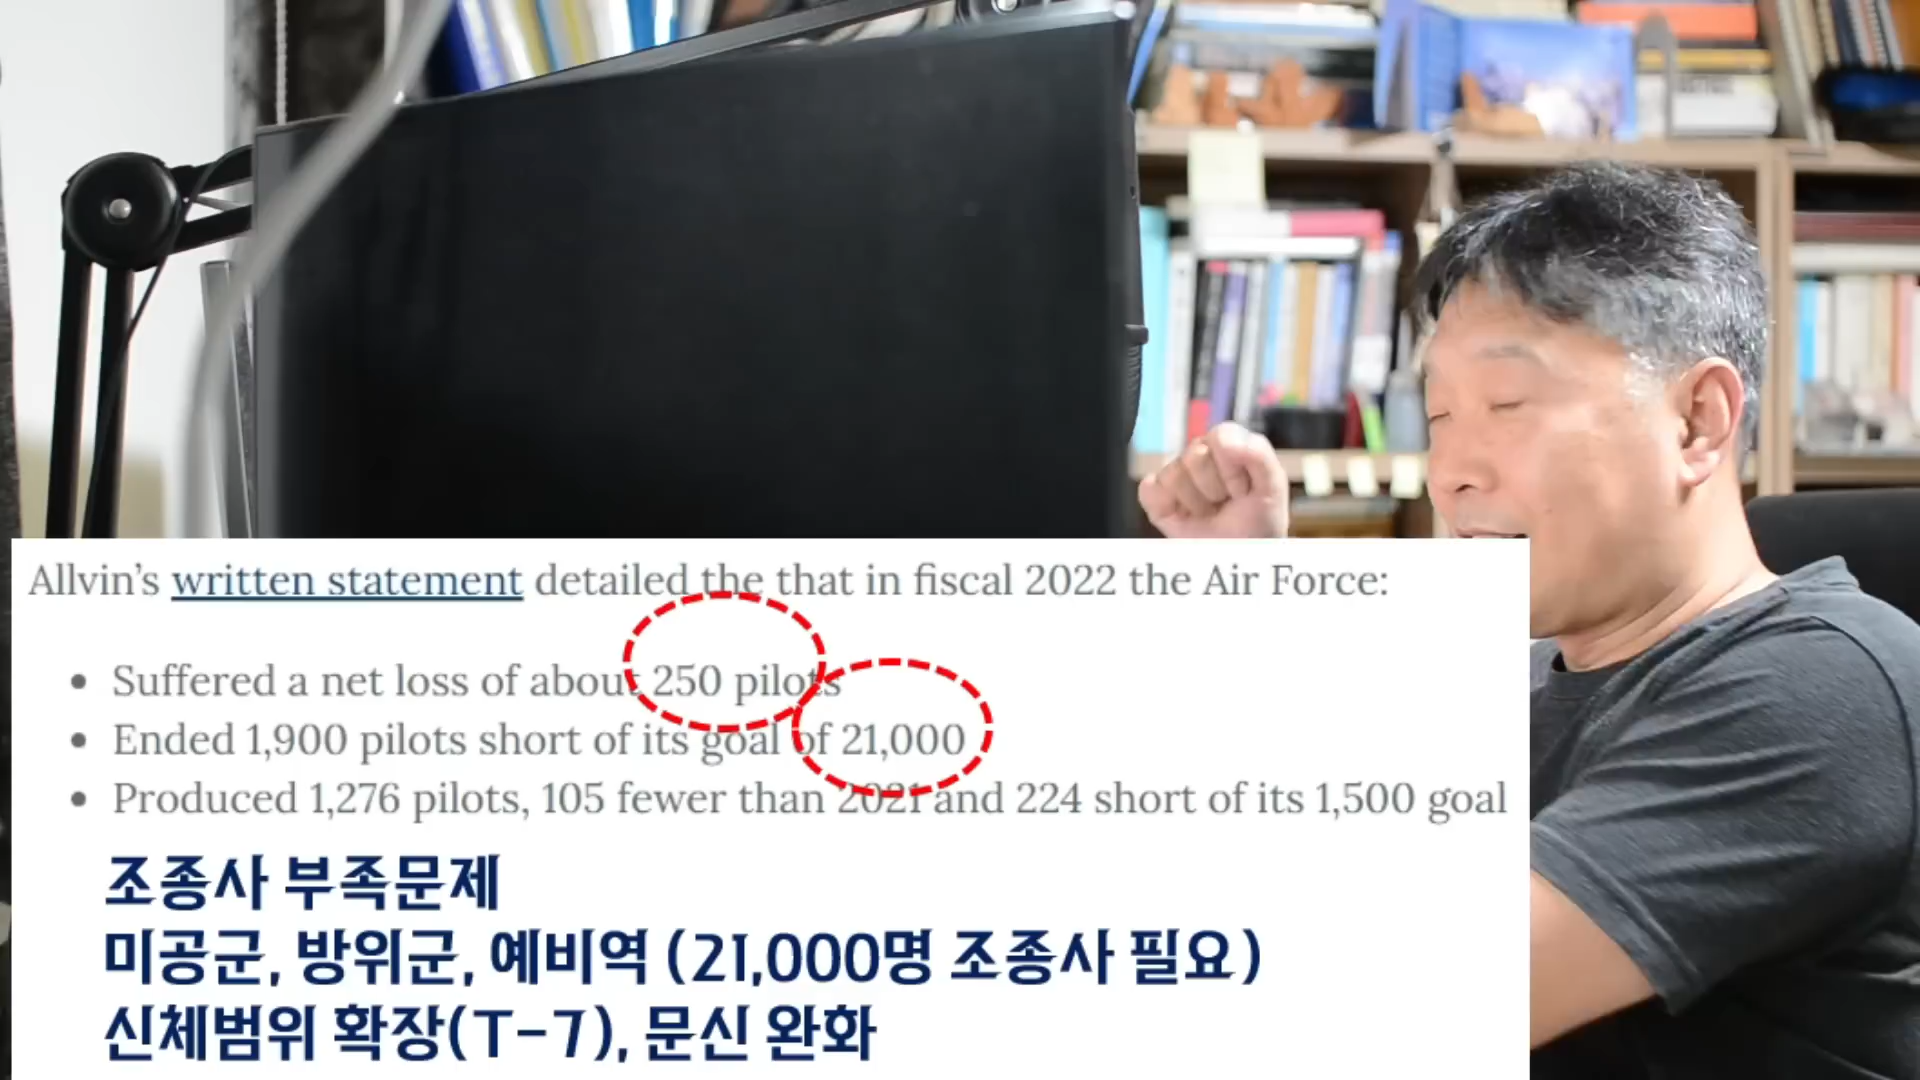 Allvin’s written statement detailed the that in fiscal 2022 the Air Force:
• Suffered a net loss of about 250 pilots
• Ended 1,900 pilots short of its goal of 21,000
• Produced 1,276 pilots, 105 fewer than 2021 and 224 short of its 1,500 goal
조종사 부족문제
미공군, 방위군, 예비역 (21,000명 조종사 필요)
신체범위 확장(T-7), 문신 완화